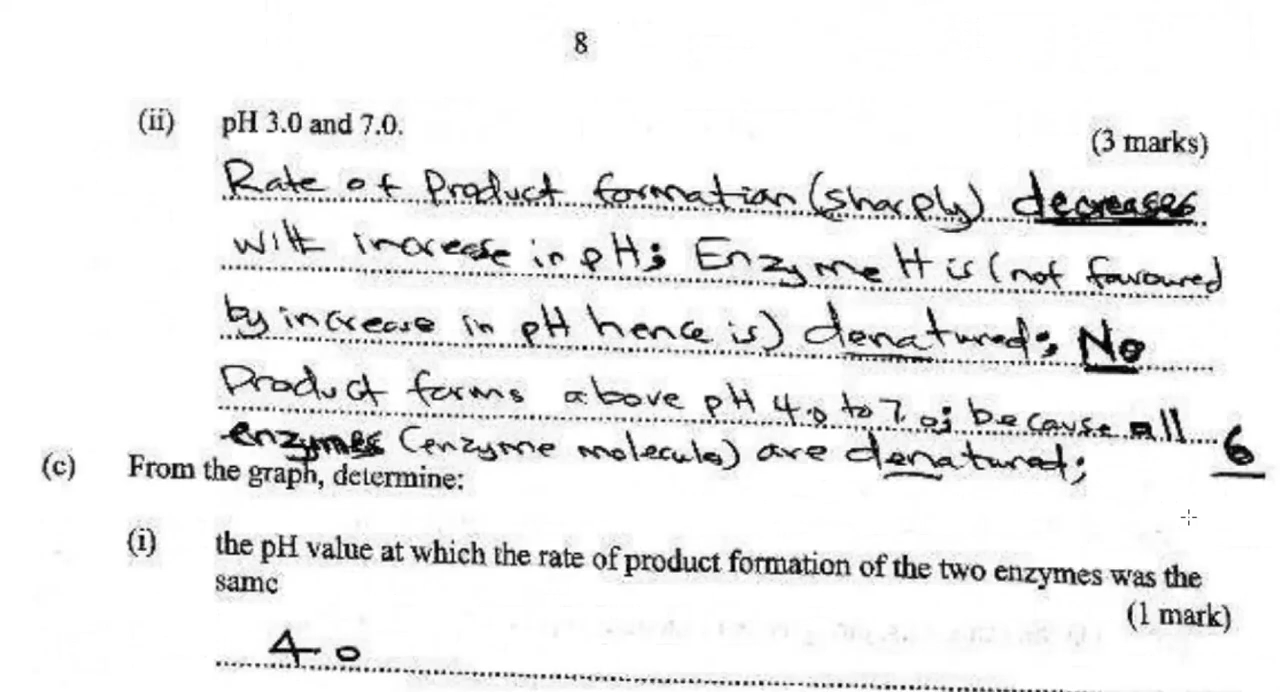 8
(ii) pH 3.0 and 7.0.
(3 marks)
Rate of Product formation (sharply) decreases
with increase in pH; Enzyme H is (not favoured
by increase in pH hence is) denatured; No
Product forms above pH 4.0 to 7.0; because all
enzymes (enzyme molecules) are denatured; 6
(c) From the graph, determine:
(i) the pH value at which the rate of product formation of the two enzymes was the
same
(1 mark)
4.0